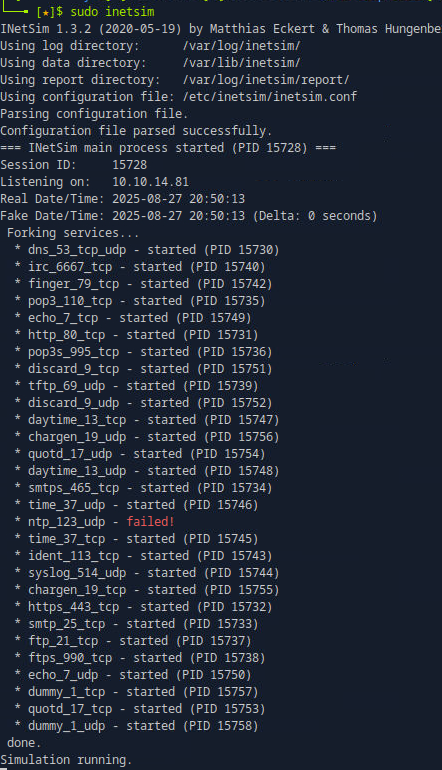 [★]$ sudo inetsim
INetSim 1.3.2 (2020-05-19) by Matthias Eckert & Thomas Hungenbe
Using log directory:      /var/log/inetsim/
Using data directory:     /var/lib/inetsim/
Using report directory:   /var/log/inetsim/report/
Using configuration file: /etc/inetsim/inetsim.conf
Parsing configuration file.
Configuration file parsed successfully.
=== INetSim main process started (PID 15728) ===
Session ID:     15728
Listening on:   10.10.14.81
Real Date/Time: 2025-08-27 20:50:13
Fake Date/Time: 2025-08-27 20:50:13 (Delta: 0 seconds)
 Forking services...
  * dns_53_tcp_udp - started (PID 15730)
  * irc_6667_tcp - started (PID 15740)
  * finger_79_tcp - started (PID 15742)
  * pop3_110_tcp - started (PID 15735)
  * echo_7_tcp - started (PID 15749)
  * http_80_tcp - started (PID 15731)
  * pop3s_995_tcp - started (PID 15736)
  * discard_9_tcp - started (PID 15751)
  * tftp_69_udp - started (PID 15739)
  * discard_9_udp - started (PID 15752)
  * daytime_13_tcp - started (PID 15747)
  * chargen_19_udp - started (PID 15756)
  * quotd_17_udp - started (PID 15754)
  * daytime_13_udp - started (PID 15748)
  * smtps_465_tcp - started (PID 15734)
  * time_37_udp - started (PID 15746)
  * ntp_123_udp - failed!
  * time_37_tcp - started (PID 15745)
  * ident_113_tcp - started (PID 15743)
  * syslog_514_udp - started (PID 15744)
  * chargen_19_tcp - started (PID 15755)
  * https_443_tcp - started (PID 15732)
  * smtp_25_tcp - started (PID 15733)
  * ftp_21_tcp - started (PID 15737)
  * ftps_990_tcp - started (PID 15738)
  * echo_7_udp - started (PID 15750)
  * dummy_1_tcp - started (PID 15757)
  * quotd_17_tcp - started (PID 15753)
  * dummy_1_udp - started (PID 15758)
 done.
Simulation running.